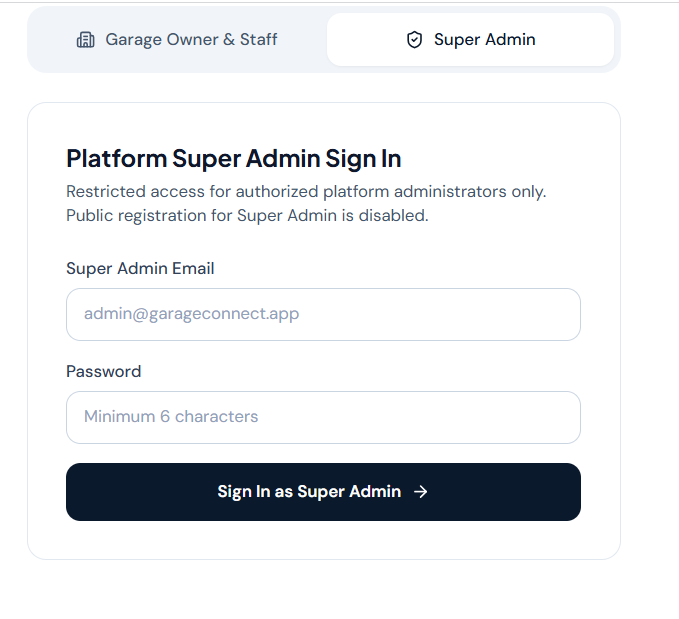 Garage Owner & Staff
Super Admin
Platform Super Admin Sign In
Restricted access for authorized platform administrators only.
Public registration for Super Admin is disabled.
Super Admin Email
admin@garageconnect.app
Password
Minimum 6 characters
Sign In as Super Admin →